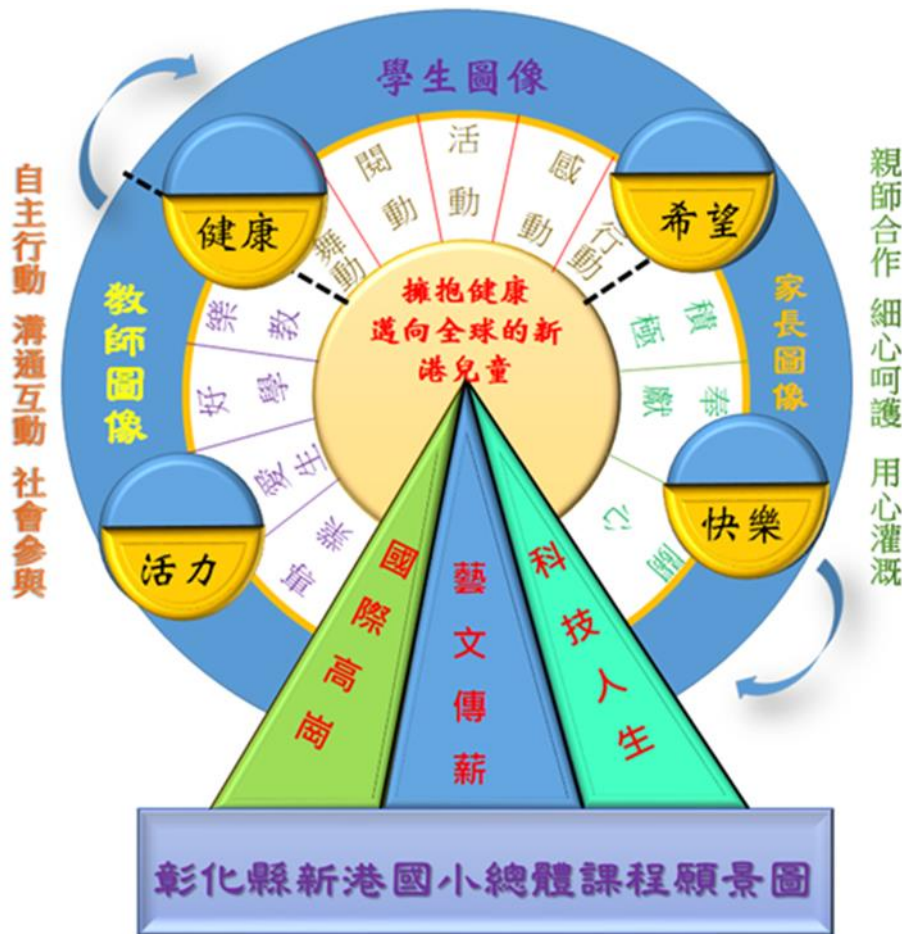 學生圖像
舞動
閱動
活動
感動
行動
健康
希望
活力
快樂
教師圖像
樂教
好學
愛生
專業
家長圖像
積極
奉獻
關心
擁抱健康
邁向全球的新
港兒童
自主行動 溝通互動 社會參與
親師合作 細心呵護 用心灌溉
國際高崗
藝文傳薪
科技人生
彰化縣新港國小總體課程願景圖